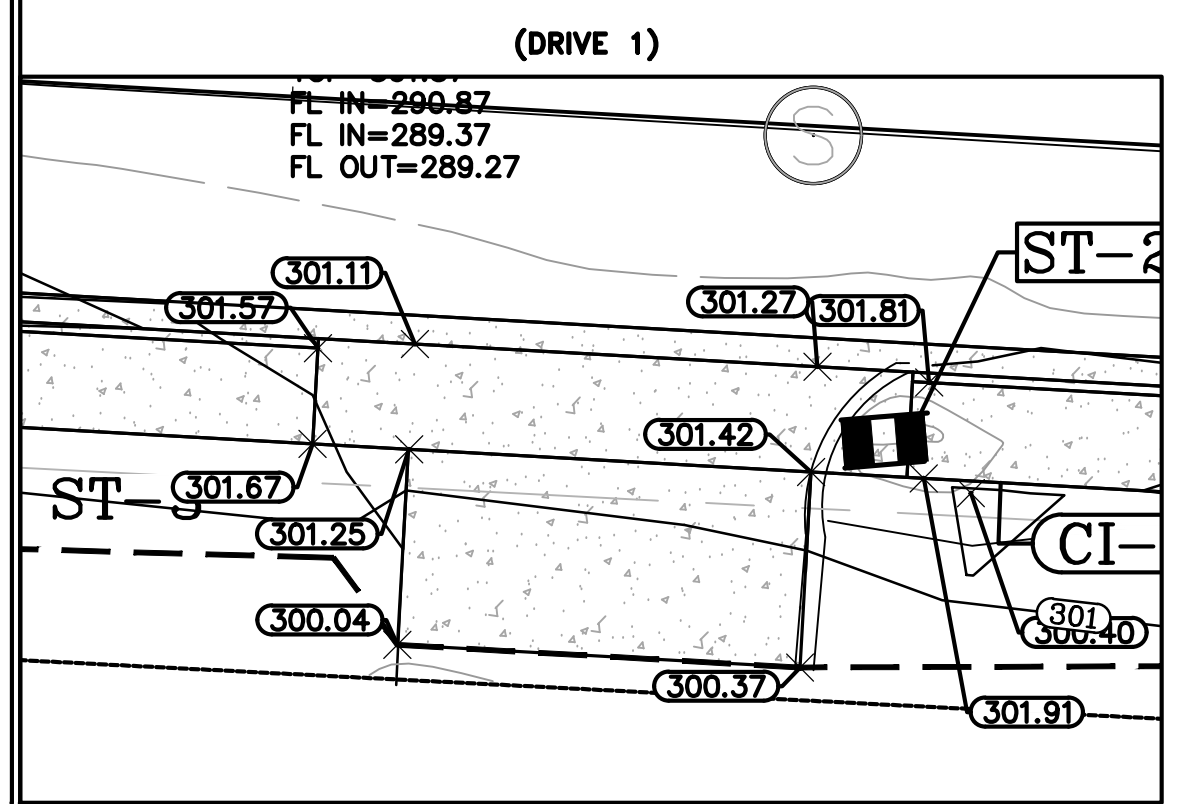 (DRIVE 1)
FL IN=290.87
FL IN=289.37
FL OUT=289.27
S
ST-2
301.11
301.57
301.27
301.81
301.42
301.67
ST-
301.25
CI-
300.04
301
300.40
300.37
301.91